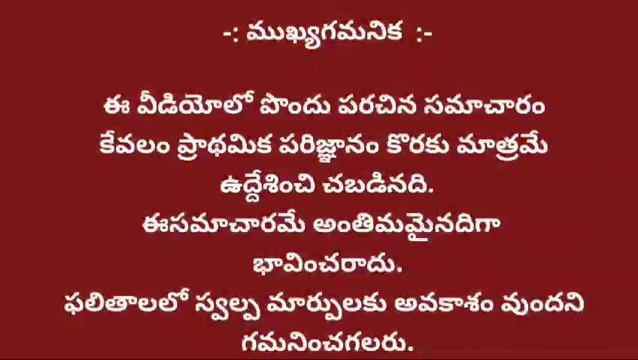 -: ముఖ్యగమనిక :-
ఈ వీడియోలో పొందు పరచిన సమాచారం
కేవలం ప్రాథమిక పరిజ్ఞానం కొరకు మాత్రమే
ఉద్దేశించి చబడినది.
ఈసమాచారమే అంతిమమైనదిగా
భావించరాదు.
ఫలితాలలో స్వల్ప మార్పులకు అవకాశం వుందని
గమనించగలరు.